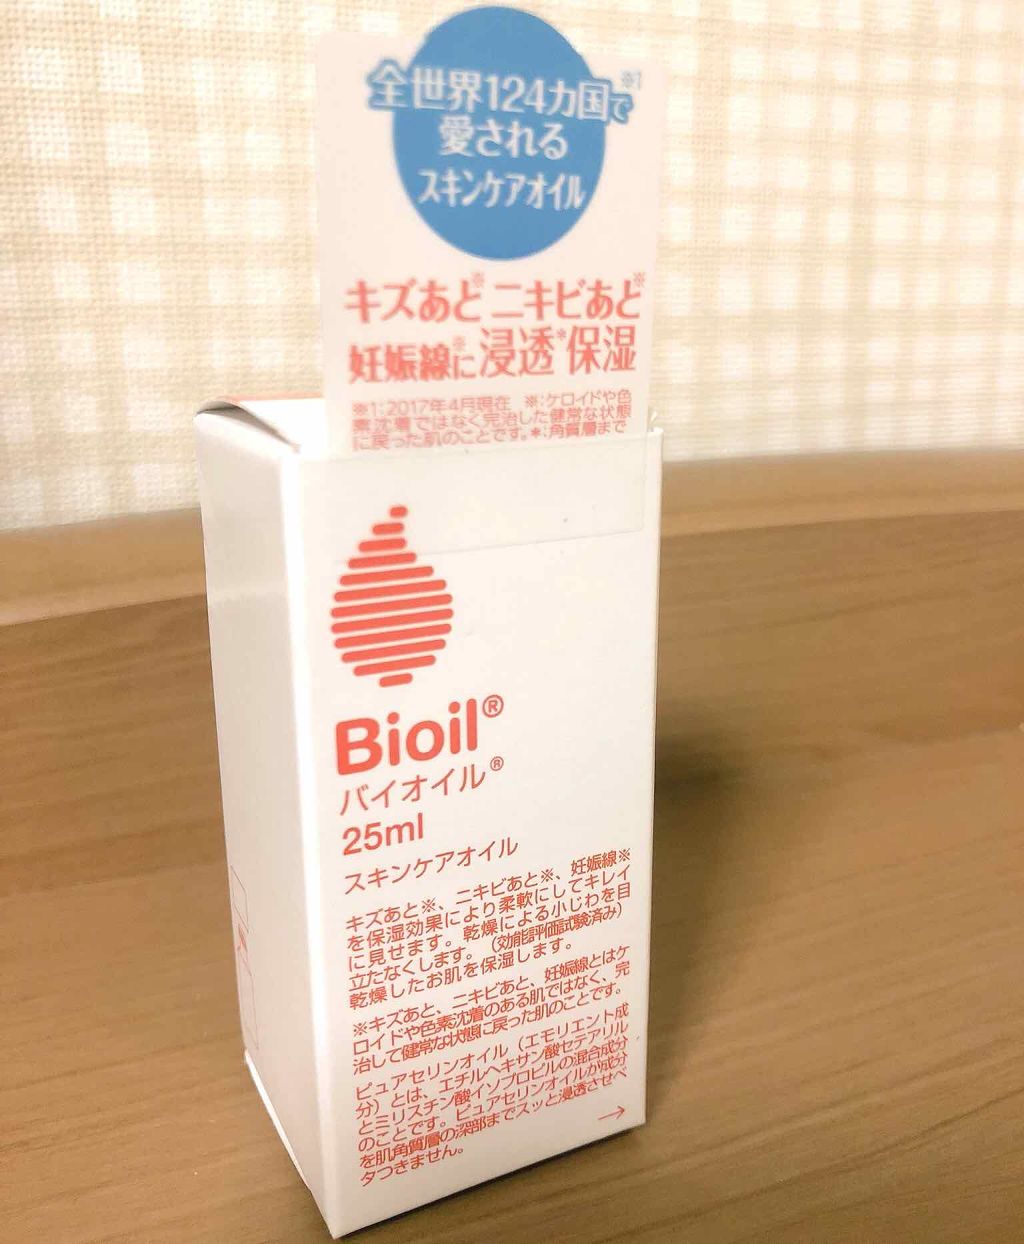 全世界124カ国で※1
愛される
スキンケアオイル
キズあと※ニキビあと※
妊娠線※に浸透*保湿
※1:2017年4月現在 ※:ケロイドや色
素沈着ではなく完治した健常な状態
に戻った肌のことです。*:角質層まで
Bioil®
バイオイル®
25ml
スキンケアオイル
キズあと※、ニキビあと※、妊娠線※
を保湿効果により柔軟にしてキレイ
に見せます。乾燥による小じわを目
立たなくします。（効能評価試験済み）
乾燥したお肌を保湿します。
※キズあと、ニキビあと、妊娠線とはケ
ロイドや色素沈着のある肌ではなく、完
治して健常な状態に戻った肌のことです。
ピュアセリンオイル（エモリエント成
分）とは、エチルヘキサン酸セテアリル
とミリスチン酸イソプロピルの混合成分
のことです。ピュアセリンオイルが成分
を肌角質層の深部までスッと浸透させベ
タつきません。
→